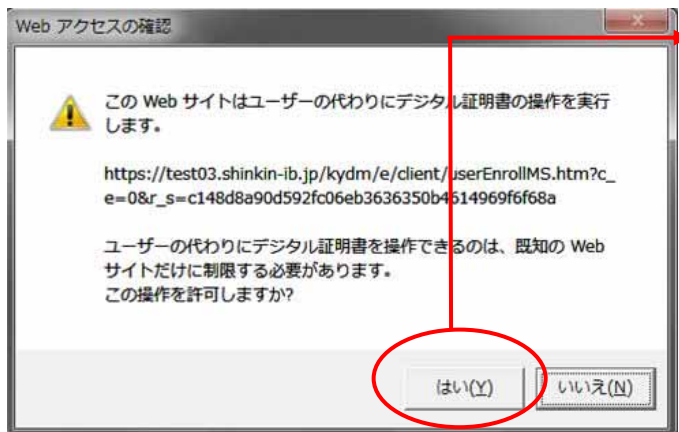 Web アクセスの確認
この Web サイトはユーザーの代わりにデジタル証明書の操作を実行
します。
https://test03.shinkin-ib.jp/kydm/e/client/userEnrollMS.htm?c_
e=0&r_s=c148d8a90d592fc06eb3636350b4614969f6f68a
ユーザーの代わりにデジタル証明書を操作できるのは、既知の Web
サイトだけに制限する必要があります。
この操作を許可しますか?
はい(Y)
いいえ(N)